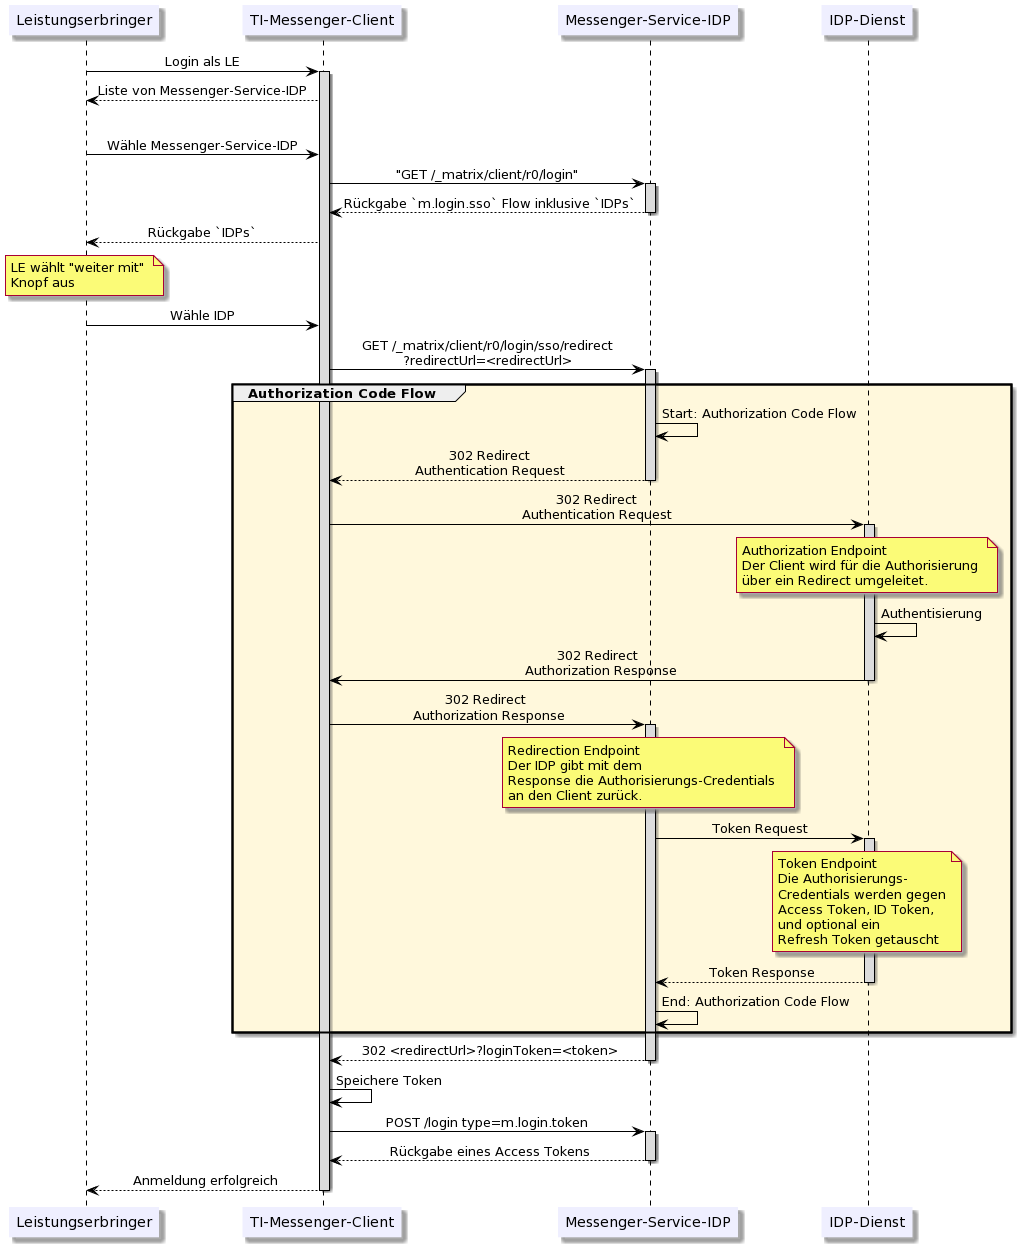 Leistungserbringer
TI-Messenger-Client
Messenger-Service-IDP
IDP-Dienst
Login als LE
Liste von Messenger-Service-IDP
Wähle Messenger-Service-IDP
"GET /_matrix/client/r0/login"
Rückgabe `m.login.sso` Flow inklusive `IDPs`
Rückgabe `IDPs`
LE wählt "weiter mit"
Knopf aus
Wähle IDP
GET /_matrix/client/r0/login/sso/redirect
?redirectUrl=<redirectUrl>
Authorization Code Flow
Start: Authorization Code Flow
302 Redirect
Authentication Request
302 Redirect
Authentication Request
Authorization Endpoint
Der Client wird für die Authorisierung
über ein Redirect umgeleitet.
Authentisierung
302 Redirect
Authorization Response
302 Redirect
Authorization Response
Redirection Endpoint
Der IDP gibt mit dem
Response die Authorisierungs-Credentials
an den Client zurück.
Token Request
Token Endpoint
Die Authorisierungs-
Credentials werden gegen
Access Token, ID Token,
und optional ein
Refresh Token getauscht
Token Response
End: Authorization Code Flow
302 <redirectUrl>?loginToken=<token>
Speichere Token
POST /login type=m.login.token
Rückgabe eines Access Tokens
Anmeldung erfolgreich
Leistungserbringer
TI-Messenger-Client
Messenger-Service-IDP
IDP-Dienst